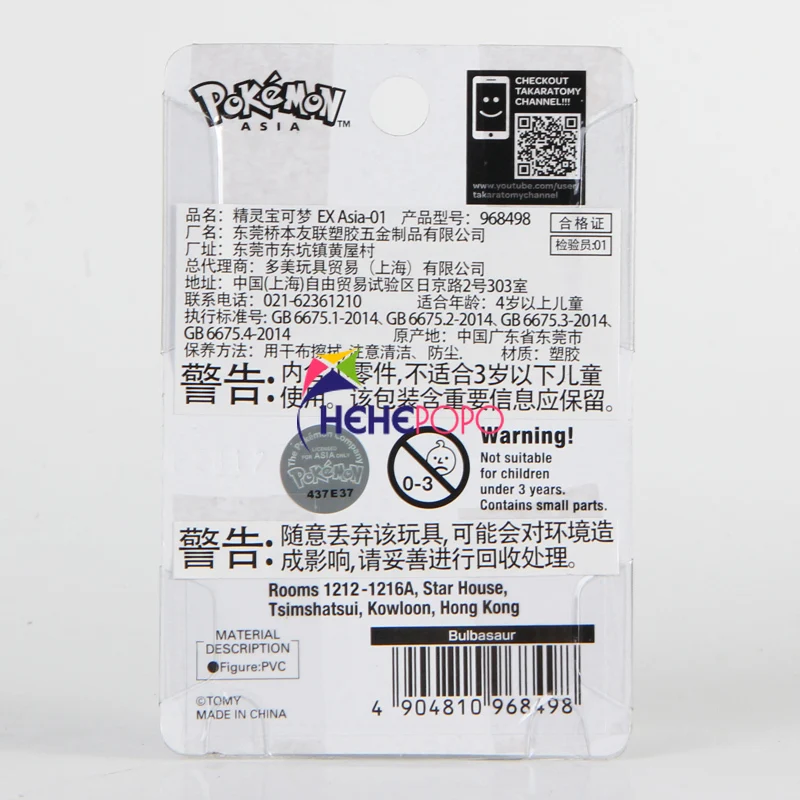 POKéMON
ASIA™
CHECKOUT
TAKARATOMY
CHANNEL!!!
www.youtube.com/user/
takaratomychannel
品名: 精灵宝可梦 EX Asia-01 产品型号: 968498
合格证
厂名: 东莞桥本友联塑胶五金制品有限公司
检验员:01
厂址: 东莞市东坑镇黄屋村
总代理商: 多美玩具贸易（上海）有限公司
地址: 中国(上海)自由贸易试验区日京路2号303室
联系电话: 021-62361210 适合年龄: 4岁以上儿童
执行标准号: GB 6675.1-2014、GB 6675.2-2014、GB 6675.3-2014、
GB 6675.4-2014 原产地: 中国广东省东莞市
保养方法: 用干布擦拭,注意清洁、防尘. 材质: 塑胶
警告: 内含小零件,不适合3岁以下儿童
使用。该包装含重要信息应保留.
HEHEPOPO
The Pokémon Company
LICENSED
FOR ASIA ONLY
POKéMON
437E37
0-3
Warning!
Not suitable
for children
under 3 years.
Contains small parts.
警告: 随意丢弃该玩具,可能会对环境造
成影响,请妥善进行回收处理。
Rooms 1212-1216A, Star House,
Tsimshatsui, Kowloon, Hong Kong
MATERIAL
DESCRIPTION
●Figure:PVC
©TOMY
MADE IN CHINA
Bulbasaur
4 904810 968498